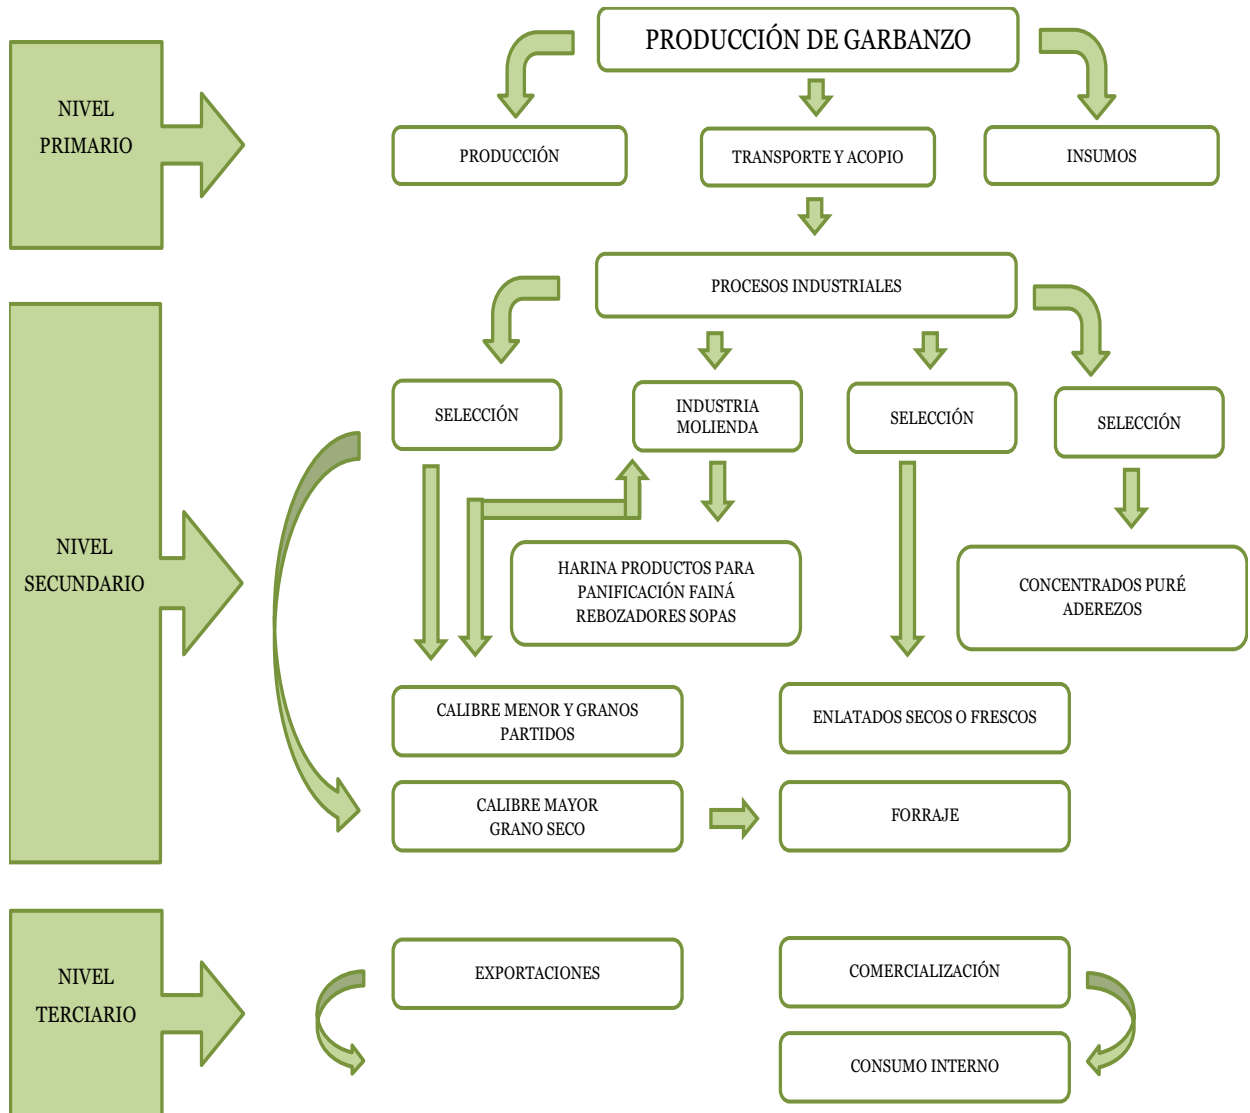 PRODUCCIÓN DE GARBANZO
NIVEL
PRIMARIO
PRODUCCIÓN
TRANSPORTE Y ACOPIO
INSUMOS
PROCESOS INDUSTRIALES
SELECCIÓN
INDUSTRIA
MOLIENDA
SELECCIÓN
SELECCIÓN
NIVEL
SECUNDARIO
HARINA PRODUCTOS PARA
PANIFICACIÓN FAINÁ
REBOZADORES SOPAS
CONCENTRADOS PURÉ
ADEREZOS
CALIBRE MENOR Y GRANOS
PARTIDOS
ENLATADOS SECOS O FRESCOS
CALIBRE MAYOR
GRANO SECO
FORRAJE
NIVEL
TERCIARIO
EXPORTACIONES
COMERCIALIZACIÓN
CONSUMO INTERNO